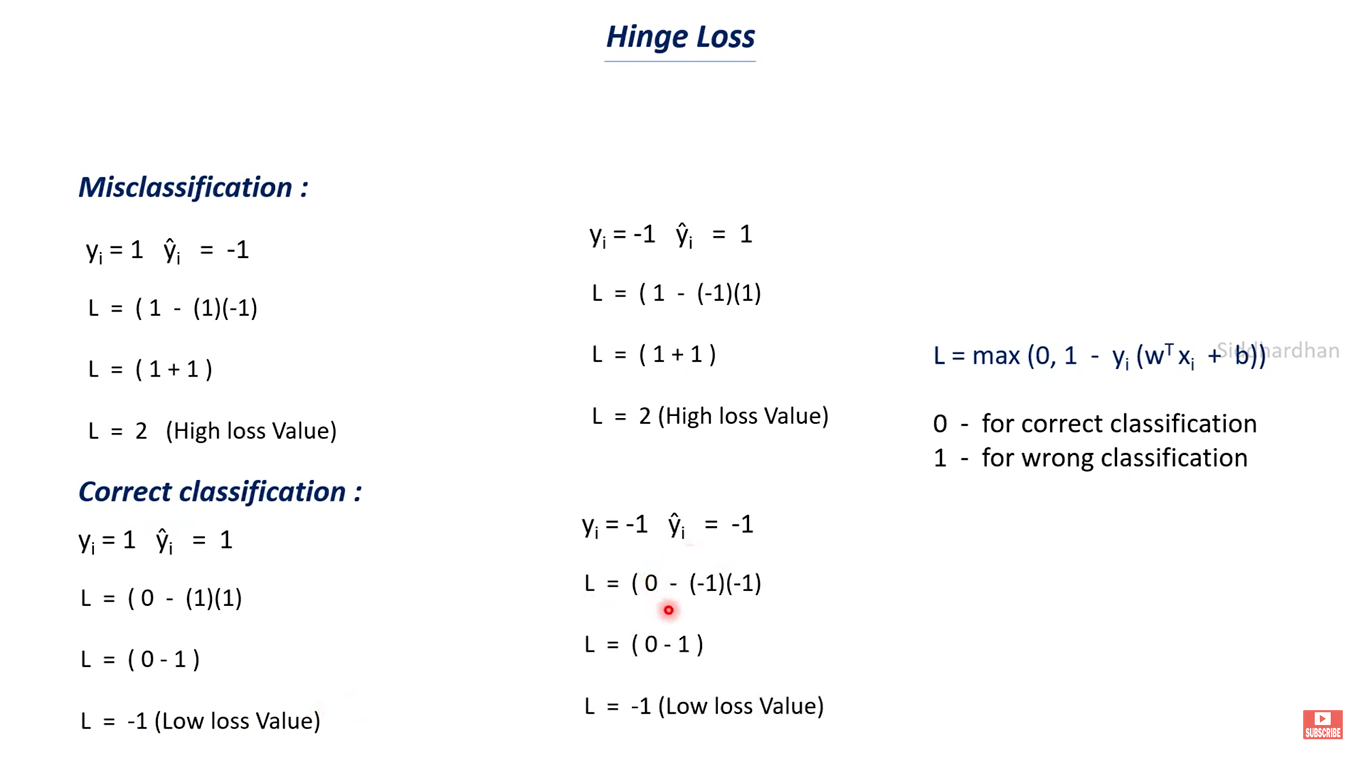 Hinge Loss
Misclassification :
yᵢ = 1   ŷᵢ  =  -1
L  =  ( 1  -  (1)(-1)
L  =  ( 1 + 1 )
L  =  2   (High loss Value)
yᵢ = -1   ŷᵢ  =  1
L  =  ( 1  -  (-1)(1)
L  =  ( 1 + 1 )
L  =  2 (High loss Value)
Correct classification :
yᵢ = 1   ŷᵢ  =  1
L  =  ( 0  -  (1)(1)
L  =  ( 0 - 1 )
L  =  -1 (Low loss Value)
yᵢ = -1   ŷᵢ  =  -1
L  =  ( 0  -  (-1)(-1)
L  =  ( 0 - 1 )
L  =  -1 (Low loss Value)
L = max (0, 1  -  yᵢ (wᵀxᵢ  +  b))
Siddhardhan
0  -  for correct classification
1  -  for wrong classification
SUBSCRIBE